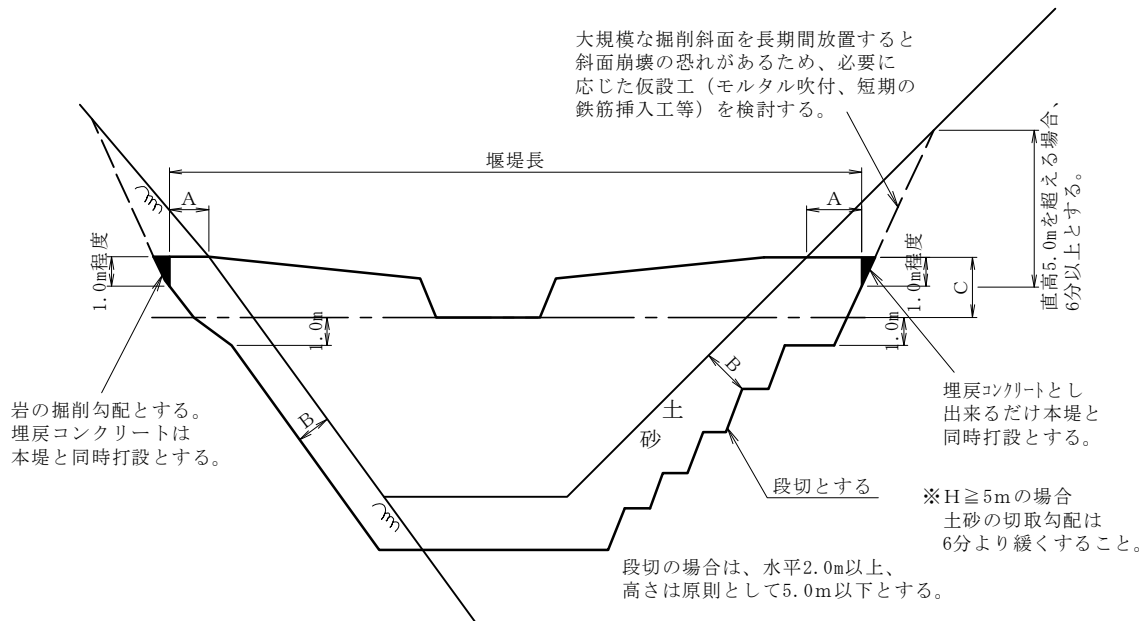 大規模な掘削斜面を長期間放置すると
斜面崩壊の恐れがあるため、必要に
応じた仮設工（モルタル吹付、短期の
鉄筋挿入工等）を検討する。
堰堤長
A
A
直高5.0mを超える場合、
6分以上とする。
1.0m程度
1.0m程度
C
1.0m
1.0m
B
B
岩の掘削勾配とする。
埋戻コンクリートは
本堤と同時打設とする。
土
砂
埋戻コンクリートとし
出来るだけ本堤と
同時打設とする。
段切とする
※H≧5mの場合
土砂の切取勾配は
6分より緩くすること。
段切の場合は、水平2.0m以上、
高さは原則として5.0m以下とする。